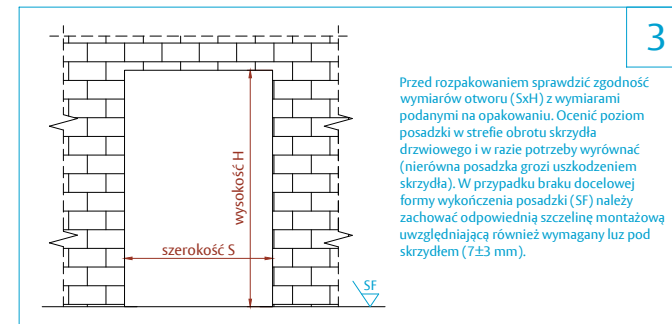 3
Przed rozpakowaniem sprawdzić zgodność
wymiarów otworu (SxH) z wymiarami
podanymi na opakowaniu. Ocenić poziom
posadzki w strefie obrotu skrzydła
drzwiowego i w razie potrzeby wyrównać
(nierówna posadzka grozi uszkodzeniem
skrzydła). W przypadku braku docelowej
formy wykończenia posadzki (SF) należy
zachować odpowiednią szczelinę montażową
uwzględniającą również wymagany luz pod
skrzydłem (7±3 mm).
wysokość H
szerokość S
SF